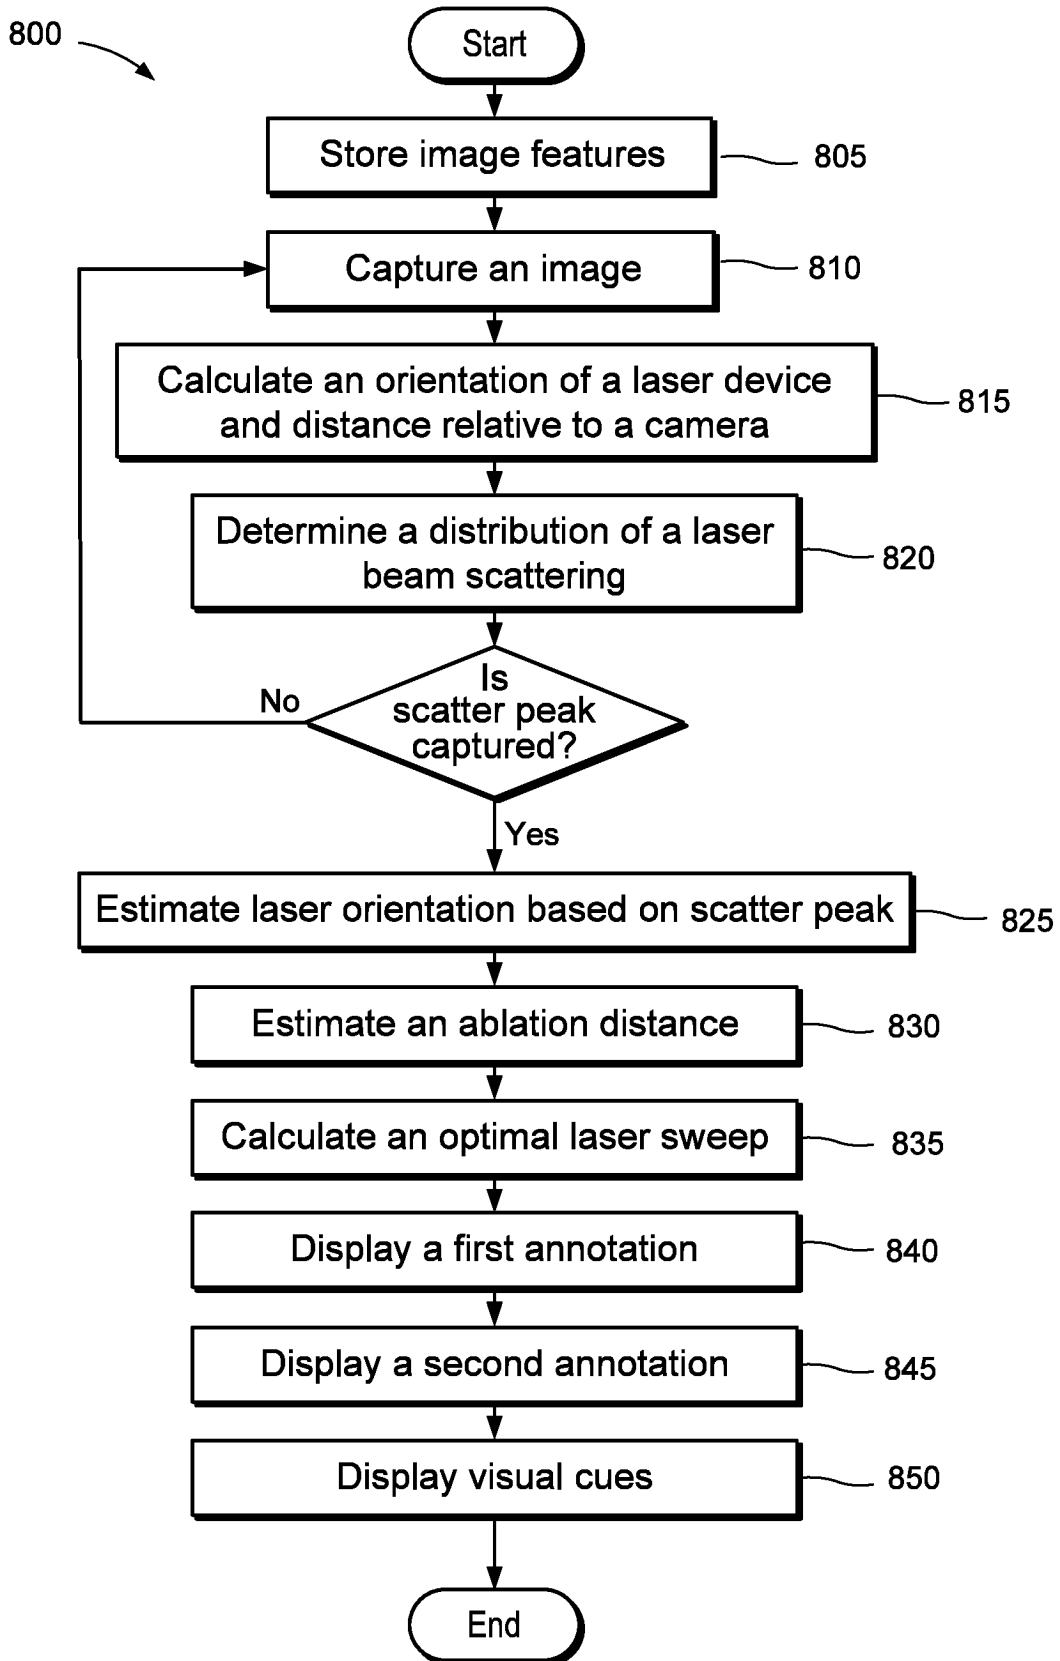 800
Start
Store image features
805
Capture an image
810
Calculate an orientation of a laser device
and distance relative to a camera
815
Determine a distribution of a laser
beam scattering
820
Is
scatter peak
captured?
No
Yes
Estimate laser orientation based on scatter peak
825
Estimate an ablation distance
830
Calculate an optimal laser sweep
835
Display a first annotation
840
Display a second annotation
845
Display visual cues
850
End